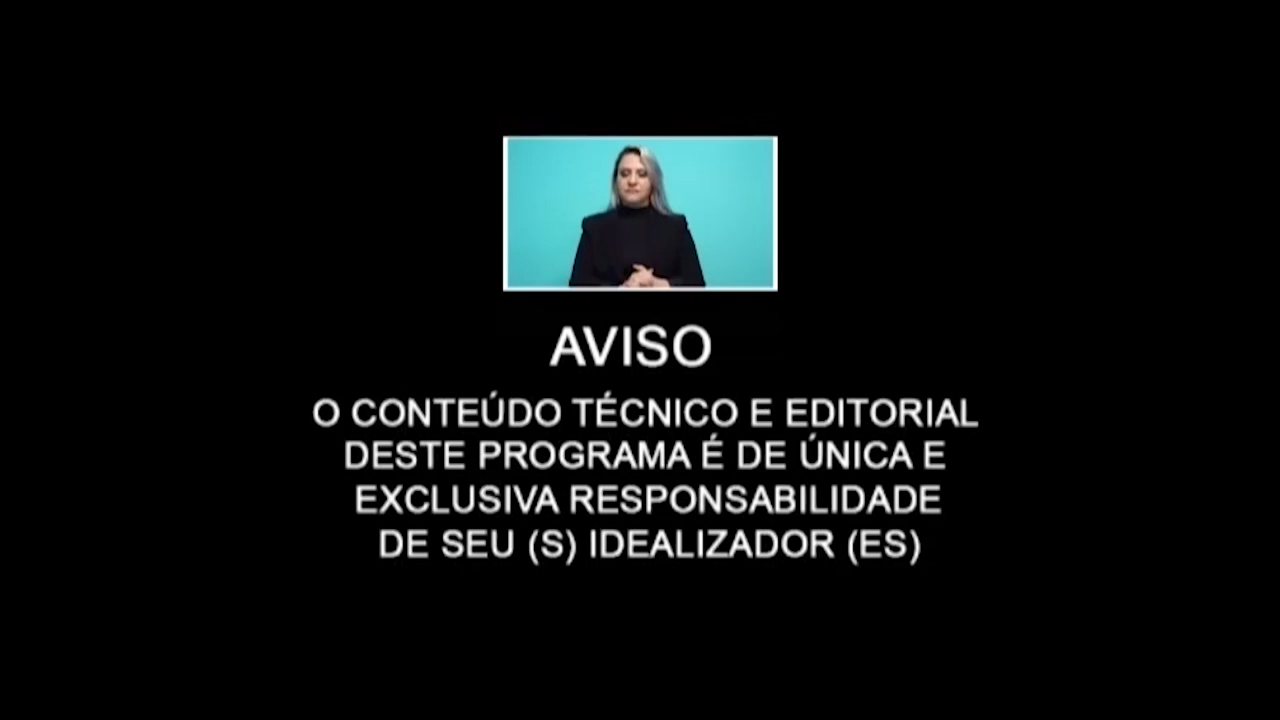 AVISO
O CONTEÚDO TÉCNICO E EDITORIAL
DESTE PROGRAMA É DE ÚNICA E
EXCLUSIVA RESPONSABILIDADE
DE SEU (S) IDEALIZADOR (ES)